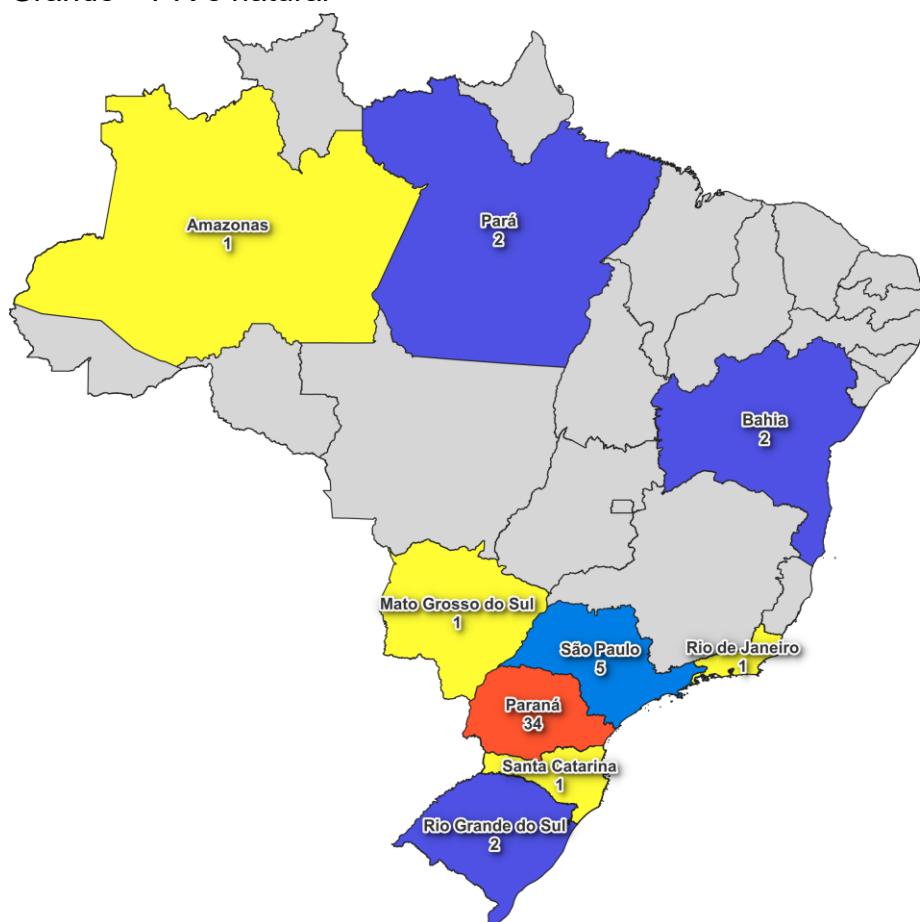 Amazonas
1
Pará
2
Bahia
2
Mato Grosso do Sul
1
São Paulo
5
Rio de Janeiro
1
Paraná
34
Santa Catarina
1
Rio Grande do Sul
2